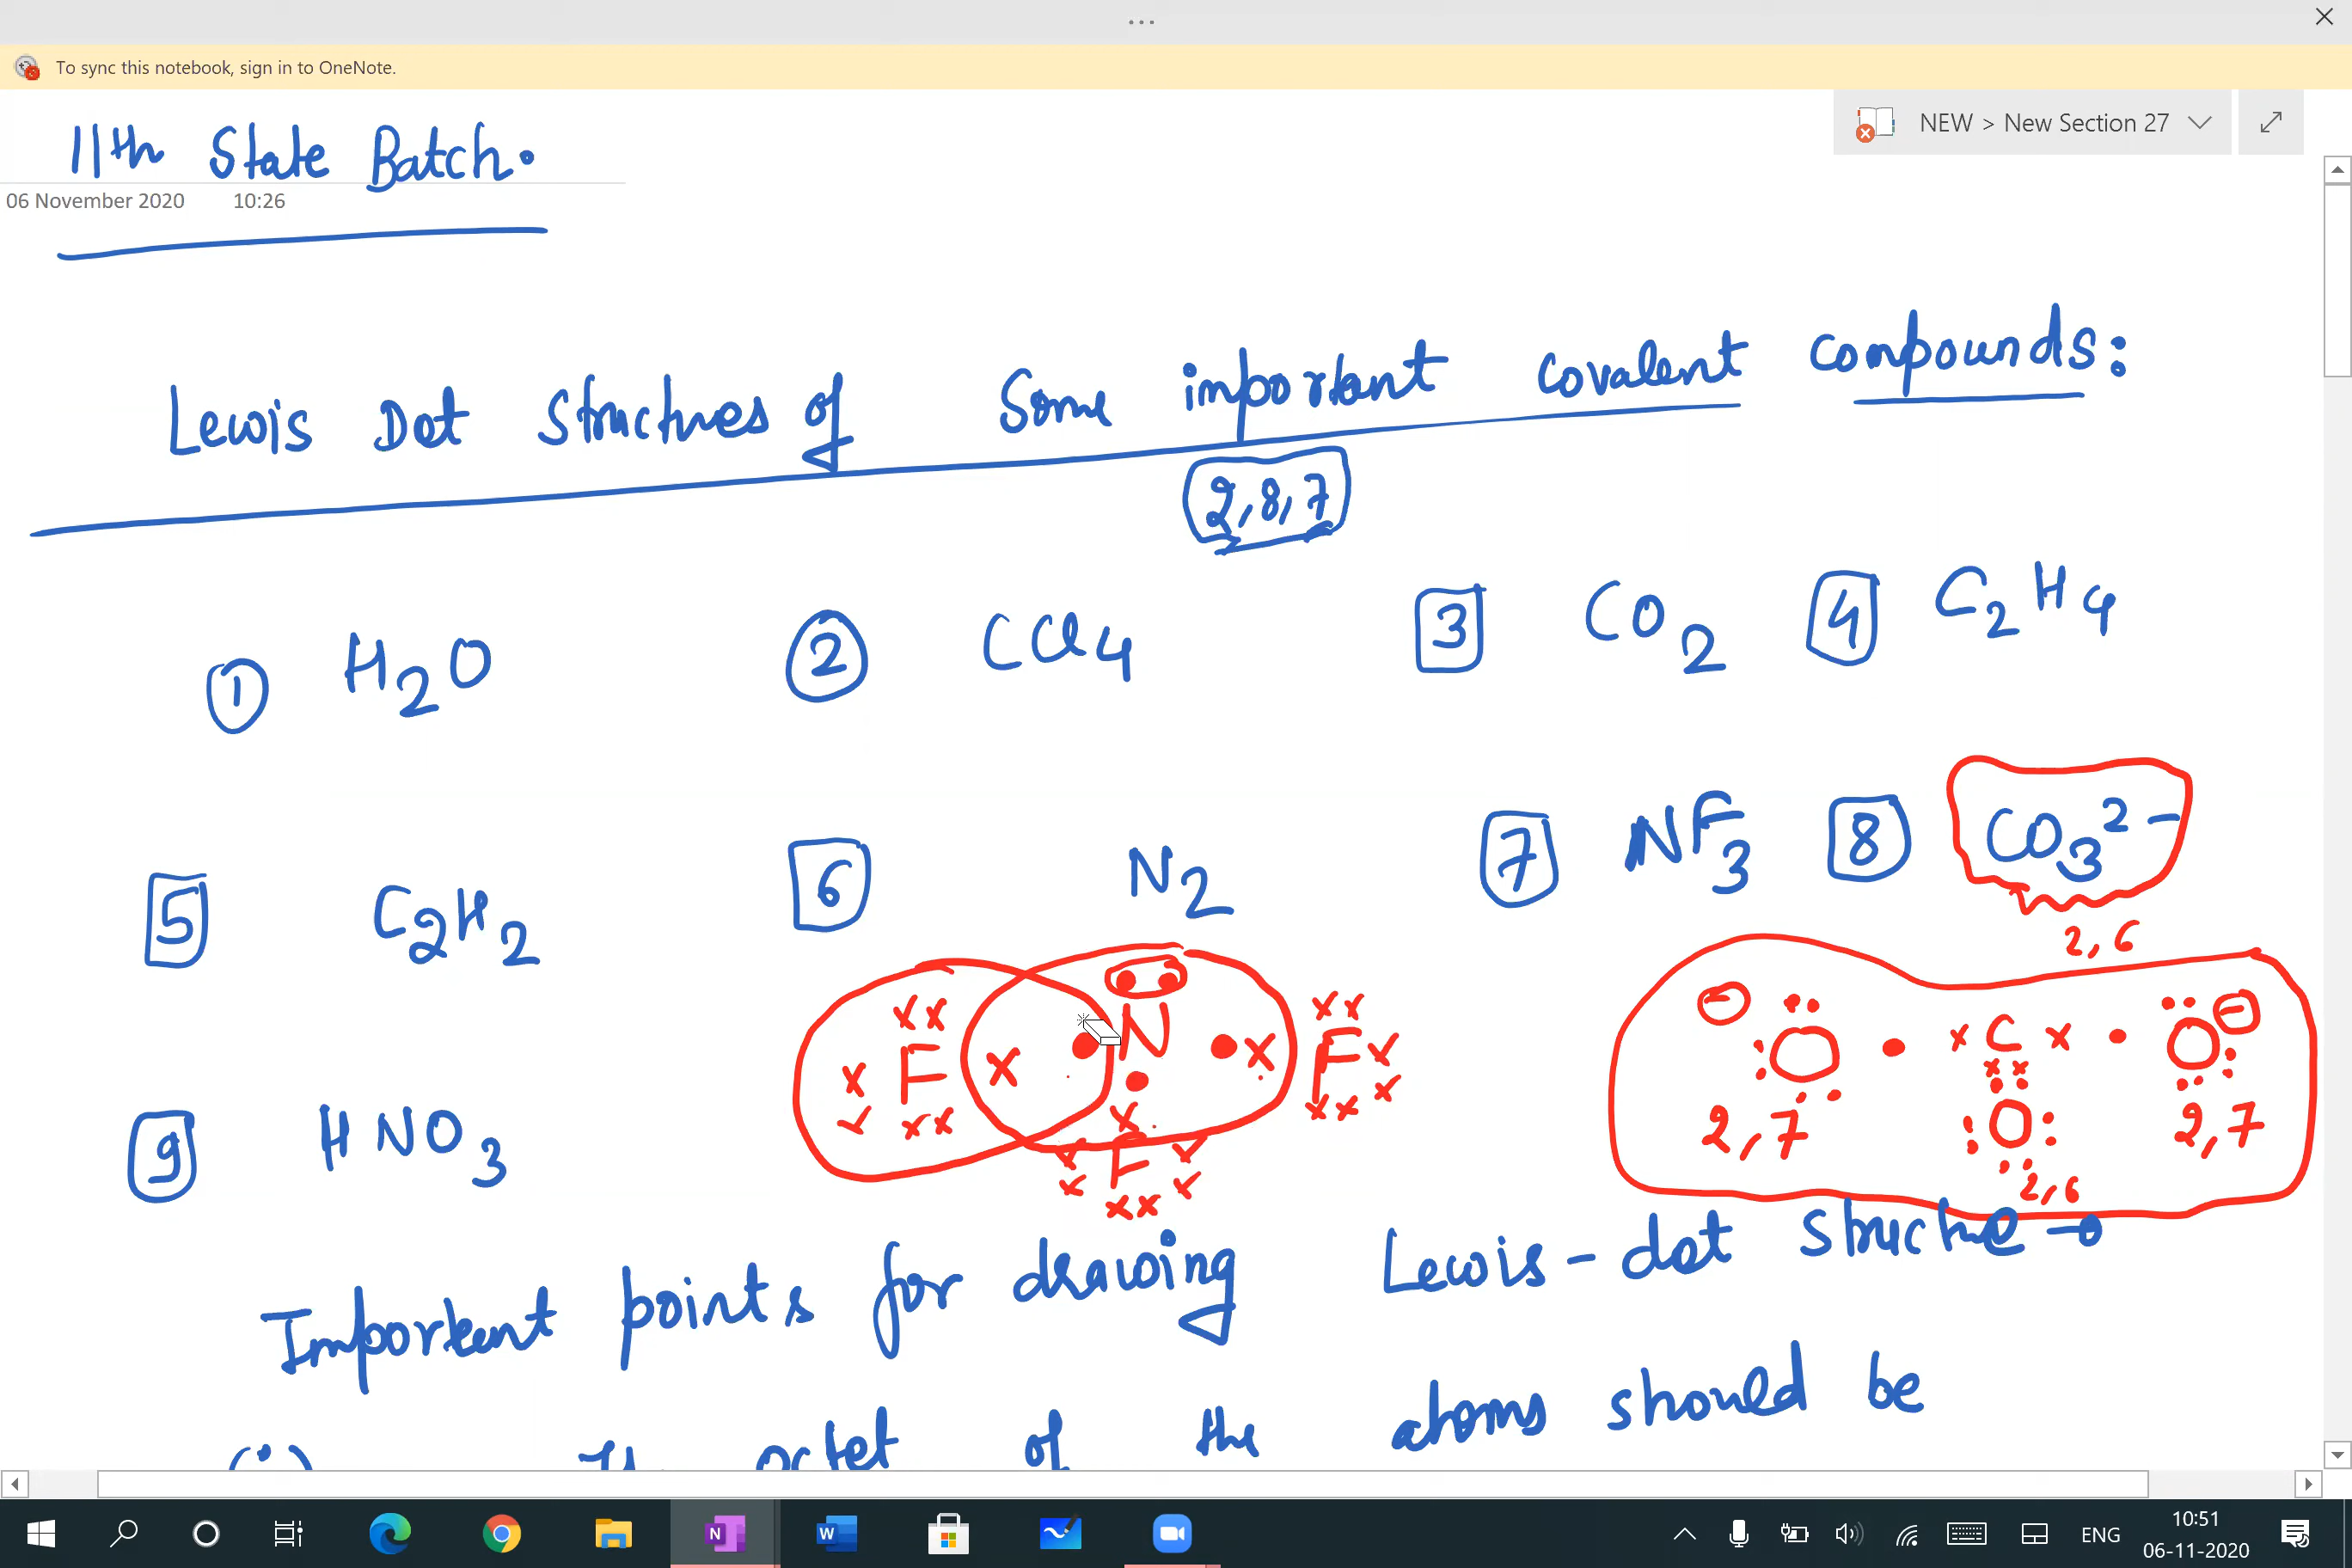 To sync this notebook, sign in to OneNote.
NEW > New Section 27
11th State Batch.
06 November 2020 10:26
Lewis Dot Structures of Some important covalent compounds:
2,8,7
1 H2O 2 CCl4 3 CO2 4 C2H4
5 C2H2 6 N2 7 NF3 8 CO3 2-
2,6
F N F
F
O C O
O
2,7 2,7
2,6
9 HNO3
Important points for drawing Lewis-dot structure →
(i) The octet of the atoms should be
ENG
10:51
06-11-2020